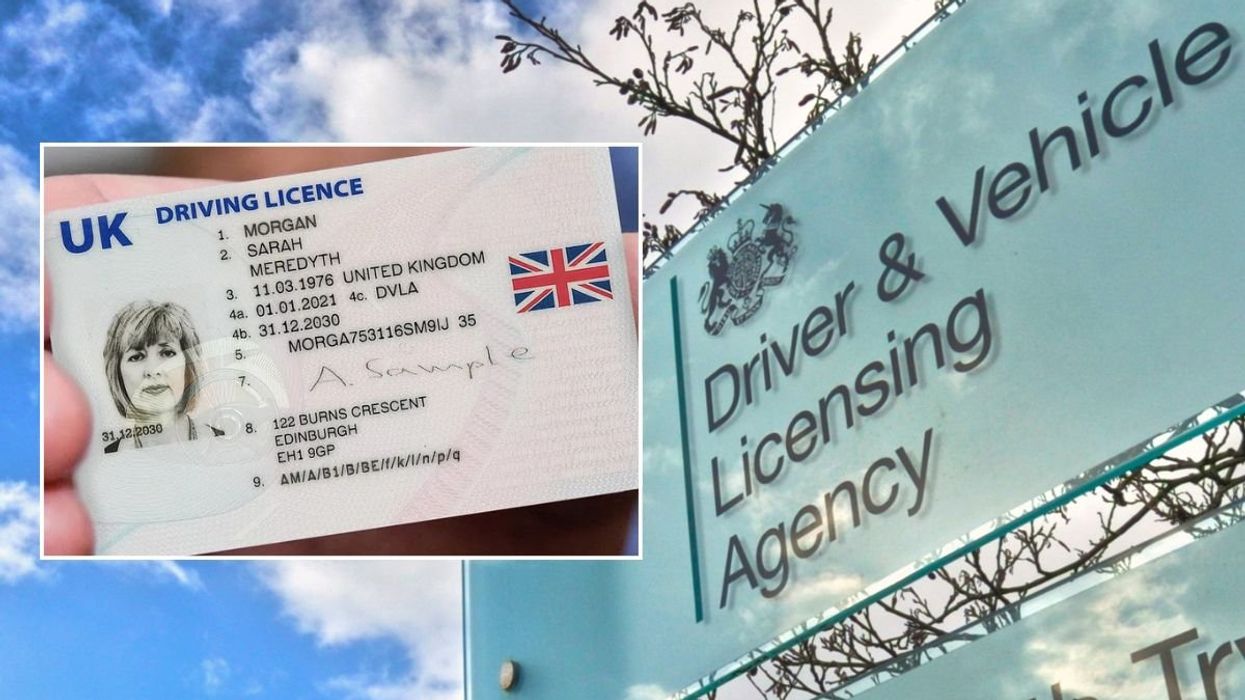 UK DRIVING LICENCE
1. MORGAN
2. SARAH
MEREDYTH
3. 11.03.1976 UNITED KINGDOM
4a. 01.01.2021 4c. DVLA
4b. 31.12.2030
5. MORGA753116SM9IJ 35
7. A. Sample
31.12.2030
8. 122 BURNS CRESCENT
EDINBURGH
EH1 9GP
9. AM/A/B1/B/BE/f/k/l/n/p/q
Driver & Vehicle
Licensing
Agency